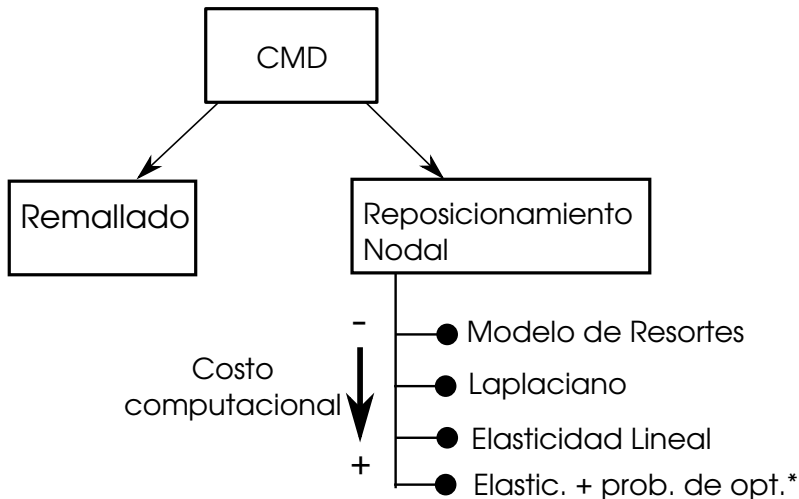 CMD
Remallado
Reposicionamiento
Nodal
-
Costo
computacional
+
Modelo de Resortes
Laplaciano
Elasticidad Lineal
Elastic. + prob. de opt.*